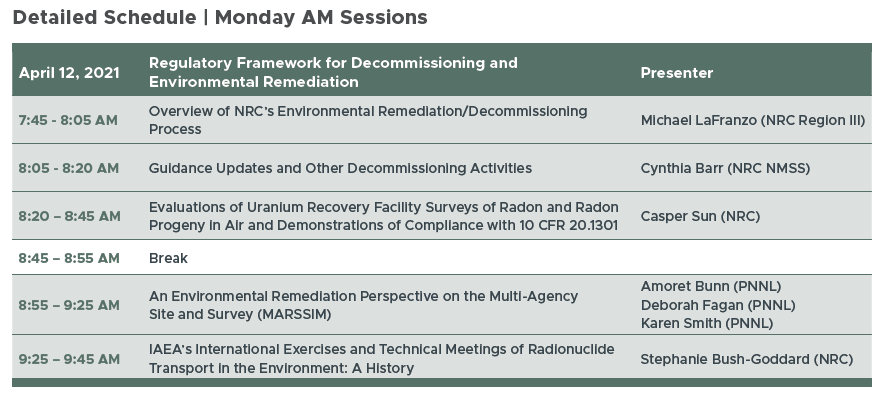 Detailed Schedule | Monday AM Sessions
April 12, 2021
Regulatory Framework for Decommissioning and
Environmental Remediation
Presenter
7:45 - 8:05 AM
Overview of NRC's Environmental Remediation/Decommissioning
Process
Michael LaFranzo (NRC Region III)
8:05 - 8:20 AM
Guidance Updates and Other Decommissioning Activities
Cynthia Barr (NRC NMSS)
8:20 – 8:45 AM
Evaluations of Uranium Recovery Facility Surveys of Radon and Radon
Progeny in Air and Demonstrations of Compliance with 10 CFR 20.1301
Casper Sun (NRC)
8:45 – 8:55 AM
Break
8:55 – 9:25 AM
An Environmental Remediation Perspective on the Multi-Agency
Site and Survey (MARSSIM)
Amoret Bunn (PNNL)
Deborah Fagan (PNNL)
Karen Smith (PNNL)
9:25 – 9:45 AM
IAEA's International Exercises and Technical Meetings of Radionuclide
Transport in the Environment: A History
Stephanie Bush-Goddard (NRC)